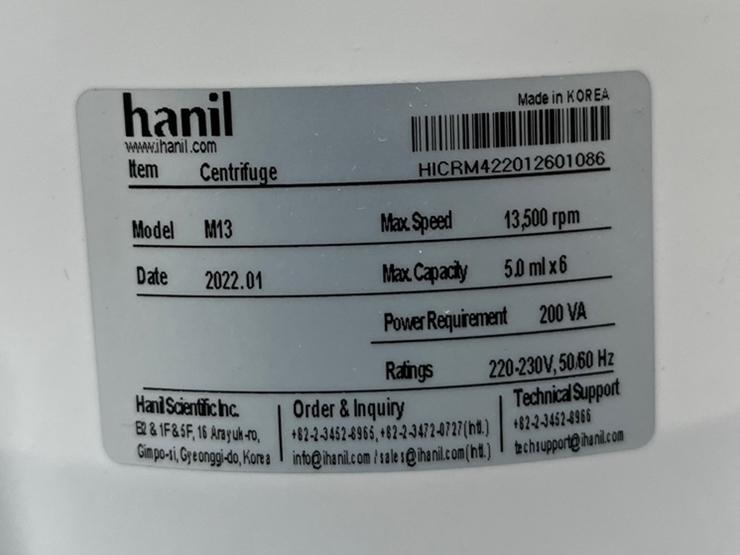 hanil
www.ihanil.com
Made in KOREA
HICRM422012601086
Item Centrifuge
Model M13
Max. Speed 13,500 rpm
Date 2022.01
Max. Capacity 5.0 ml x 6
Power Requirement 200 VA
Ratings 220-230V, 50/60 Hz
Hanil Scientific Inc.
B2 & 1F & 5F, 16 Arayuk-ro,
Gimpo-si, Gyeonggi-do, Korea
Order & Inquiry
+82-2-3452-8965, +82-2-3472-0727(Intl.)
info@ihanil.com / sales@ihanil.com(Intl.)
Technical Support
+82-2-3452-8966
techsupport@ihanil.com